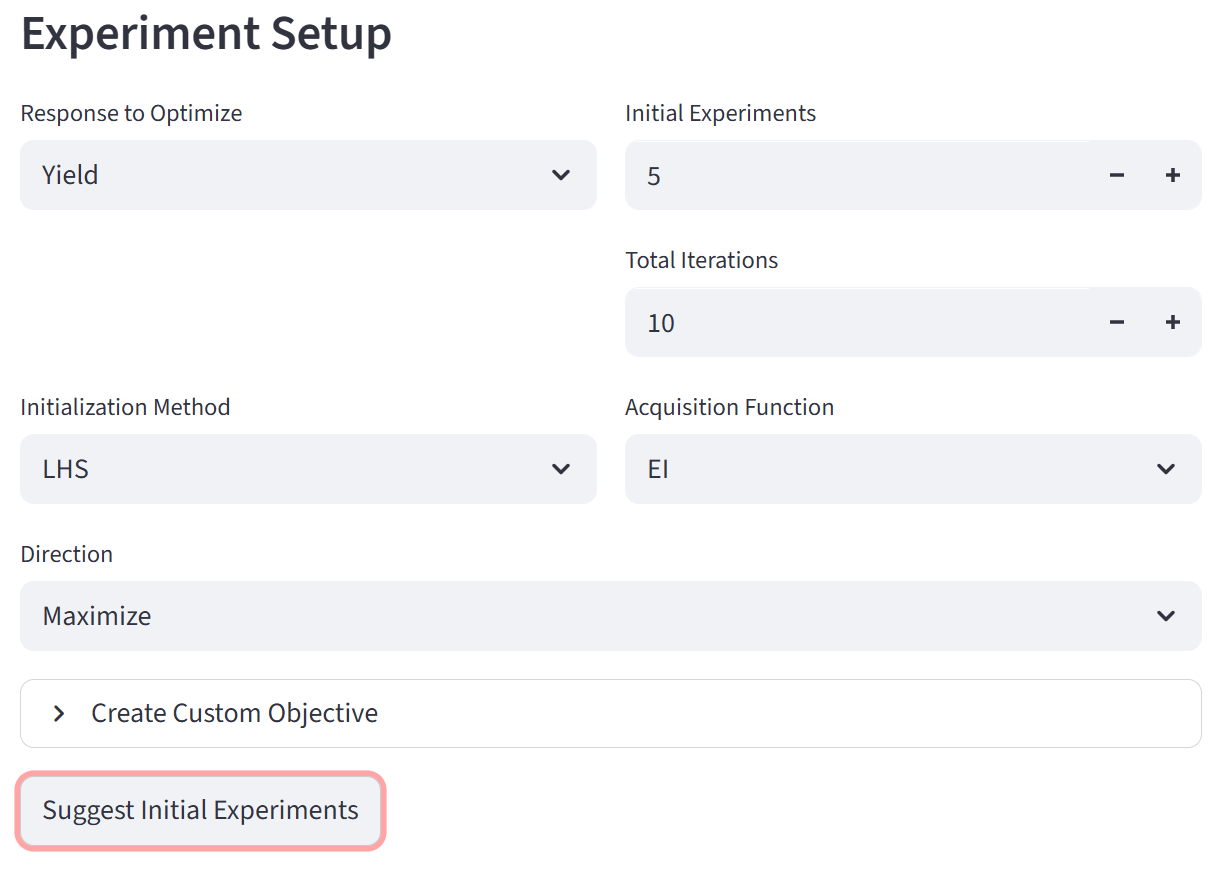 Experiment Setup
Response to Optimize
Initial Experiments
Yield
5
Total Iterations
10
Initialization Method
Acquisition Function
LHS
EI
Direction
Maximize
Create Custom Objective
Suggest Initial Experiments